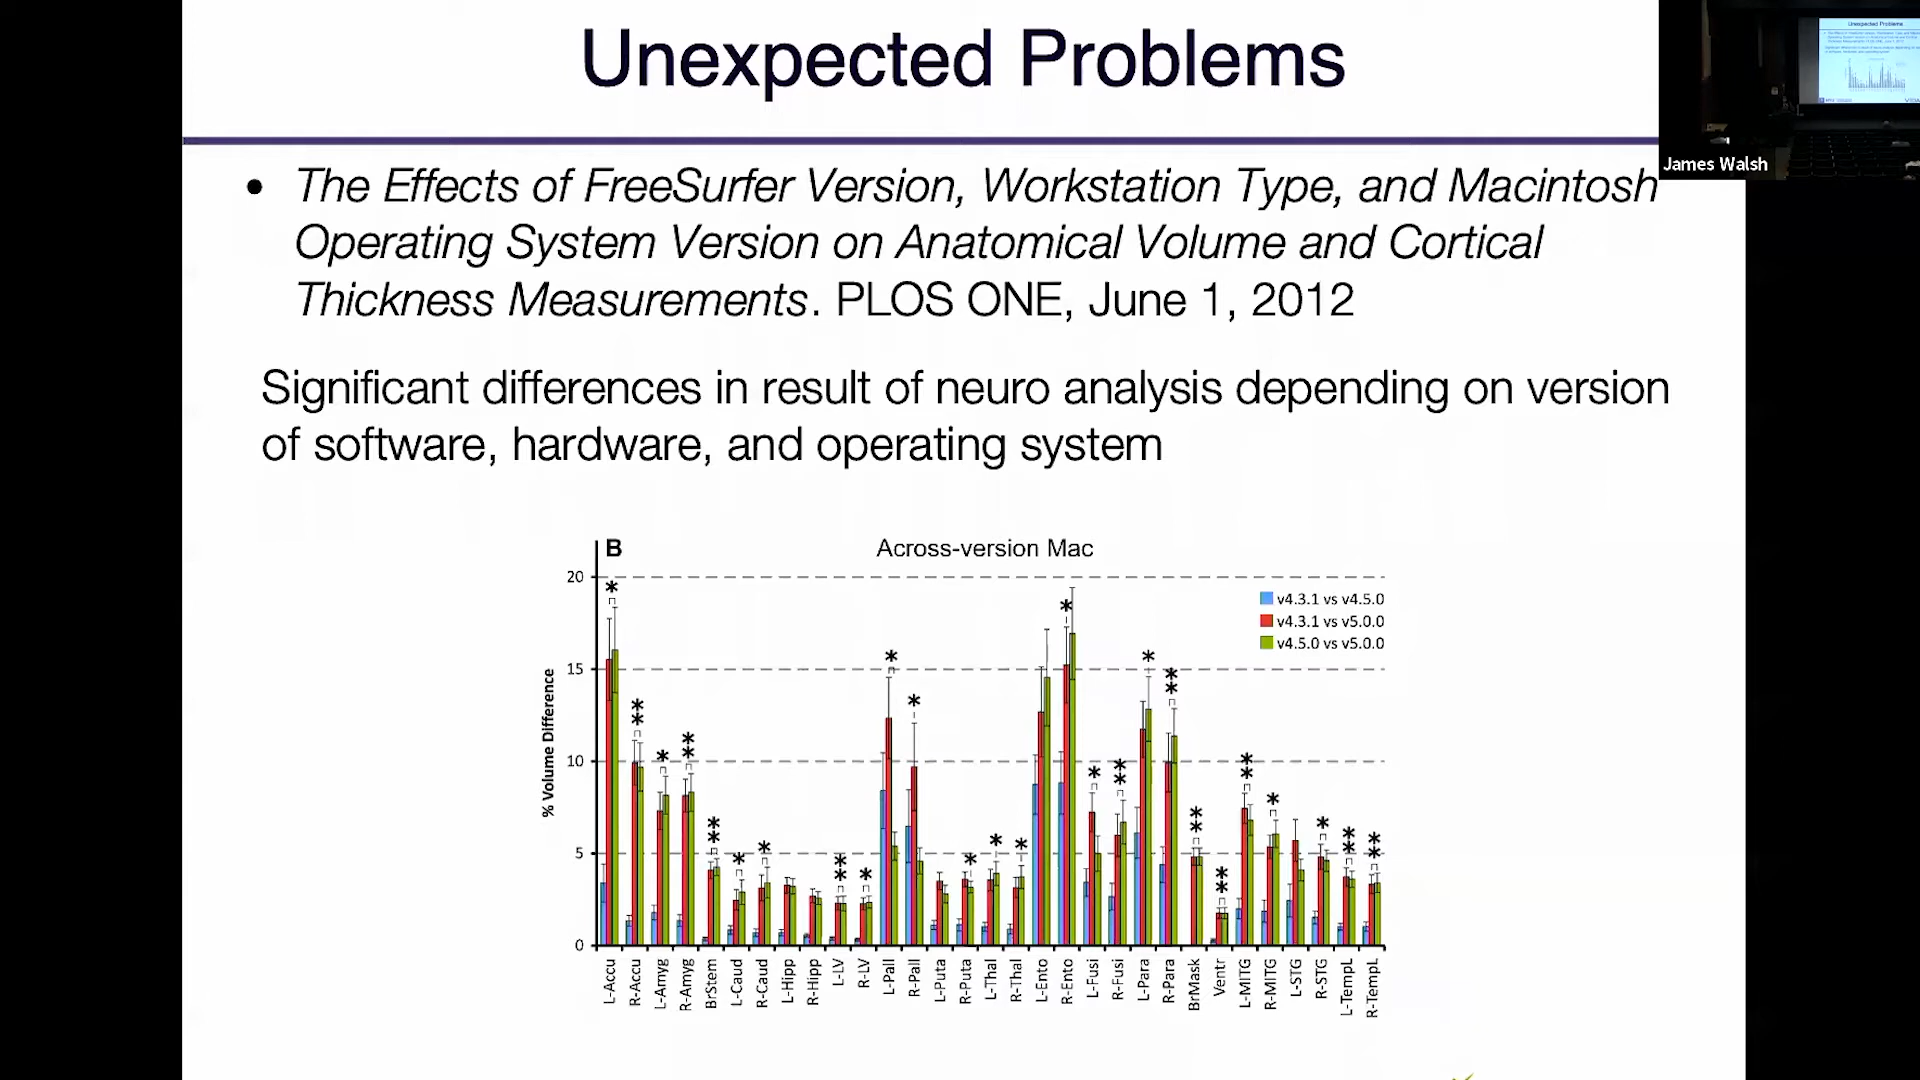 Unexpected Problems
• The Effects of FreeSurfer Version, Workstation Type, and Macintosh
Operating System Version on Anatomical Volume and Cortical
Thickness Measurements. PLOS ONE, June 1, 2012
Significant differences in result of neuro analysis depending on version
of software, hardware, and operating system
B
Across-version Mac
% Volume Difference
20
15
10
5
0
v4.3.1 vs v4.5.0
v4.3.1 vs v5.0.0
v4.5.0 vs v5.0.0
L-Accu
R-Accu
L-Amyg
R-Amyg
BrStem
L-Caud
R-Caud
L-Hipp
R-Hipp
L-LV
R-LV
L-Pall
R-Pall
L-Puta
R-Puta
L-Thal
R-Thal
L-Ento
R-Ento
L-Fusi
R-Fusi
L-Para
R-Para
BrMask
Ventr
L-MITG
R-MITG
L-STG
R-STG
L-TempL
R-TempL
Unexpected Problems
James Walsh